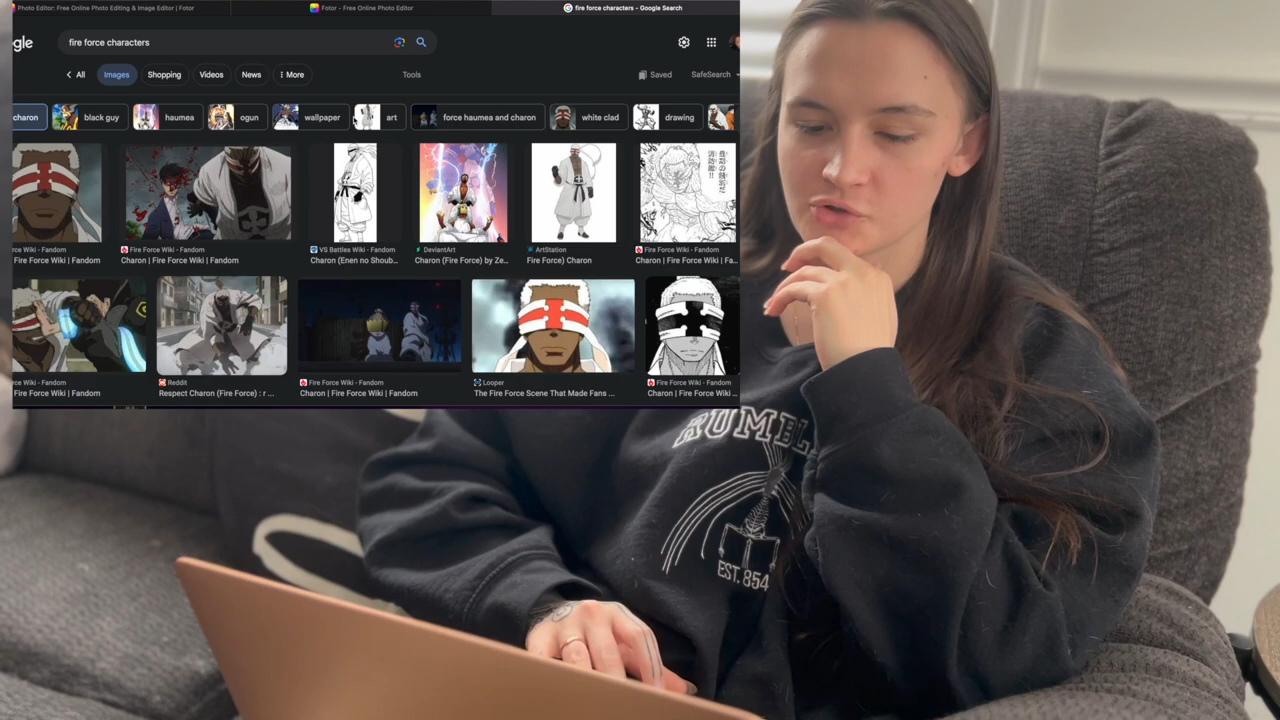 Photo Editor: Free Online Photo Editing & Image Editor | Fotor
Fotor - Free Online Photo Editor
fire force characters - Google Search
gle
fire force characters
All
Images
Shopping
Videos
News
More
Tools
Saved
SafeSearch
charon
black guy
haumea
ogun
wallpaper
art
force haumea and charon
white clad
drawing
rce Wiki - Fandom
Fire Force Wiki | Fandom
Fire Force Wiki - Fandom
Charon | Fire Force Wiki | Fandom
VS Battles Wiki - Fandom
Charon (Enen no Shoub...
DeviantArt
Charon (Fire Force) by Ze...
ArtStation
Fire Force) Charon
Fire Force Wiki - Fandom
Charon | Fire Force Wiki | Fa...
rce Wiki - Fandom
Fire Force Wiki | Fandom
Reddit
Respect Charon (Fire Force) : r ...
Fire Force Wiki - Fandom
Charon | Fire Force Wiki | Fandom
Looper
The Fire Force Scene That Made Fans ...
Fire Force Wiki - Fandom
Charon | Fire Force Wiki ...
RUMBL
EST. 854